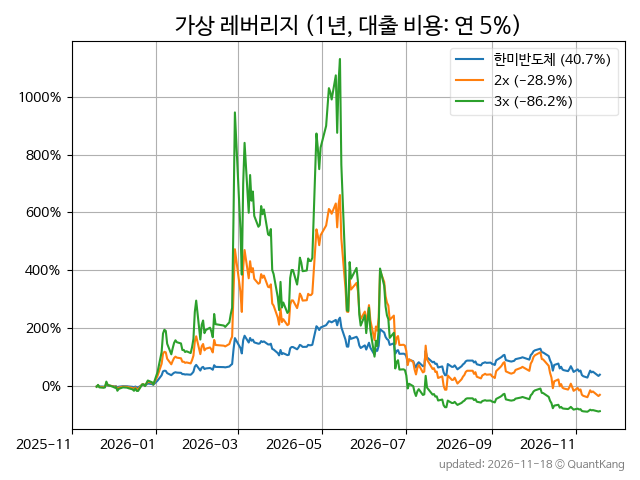 가상 레버리지 (1년, 대출 비용: 연 5%)
한미반도체 (40.7%)
2x (−28.9%)
3x (−86.2%)
1000%
800%
600%
400%
200%
0%
2025-11
2026-01
2026-03
2026-05
2026-07
2026-09
2026-11
updated: 2026-11-18 © QuantKang